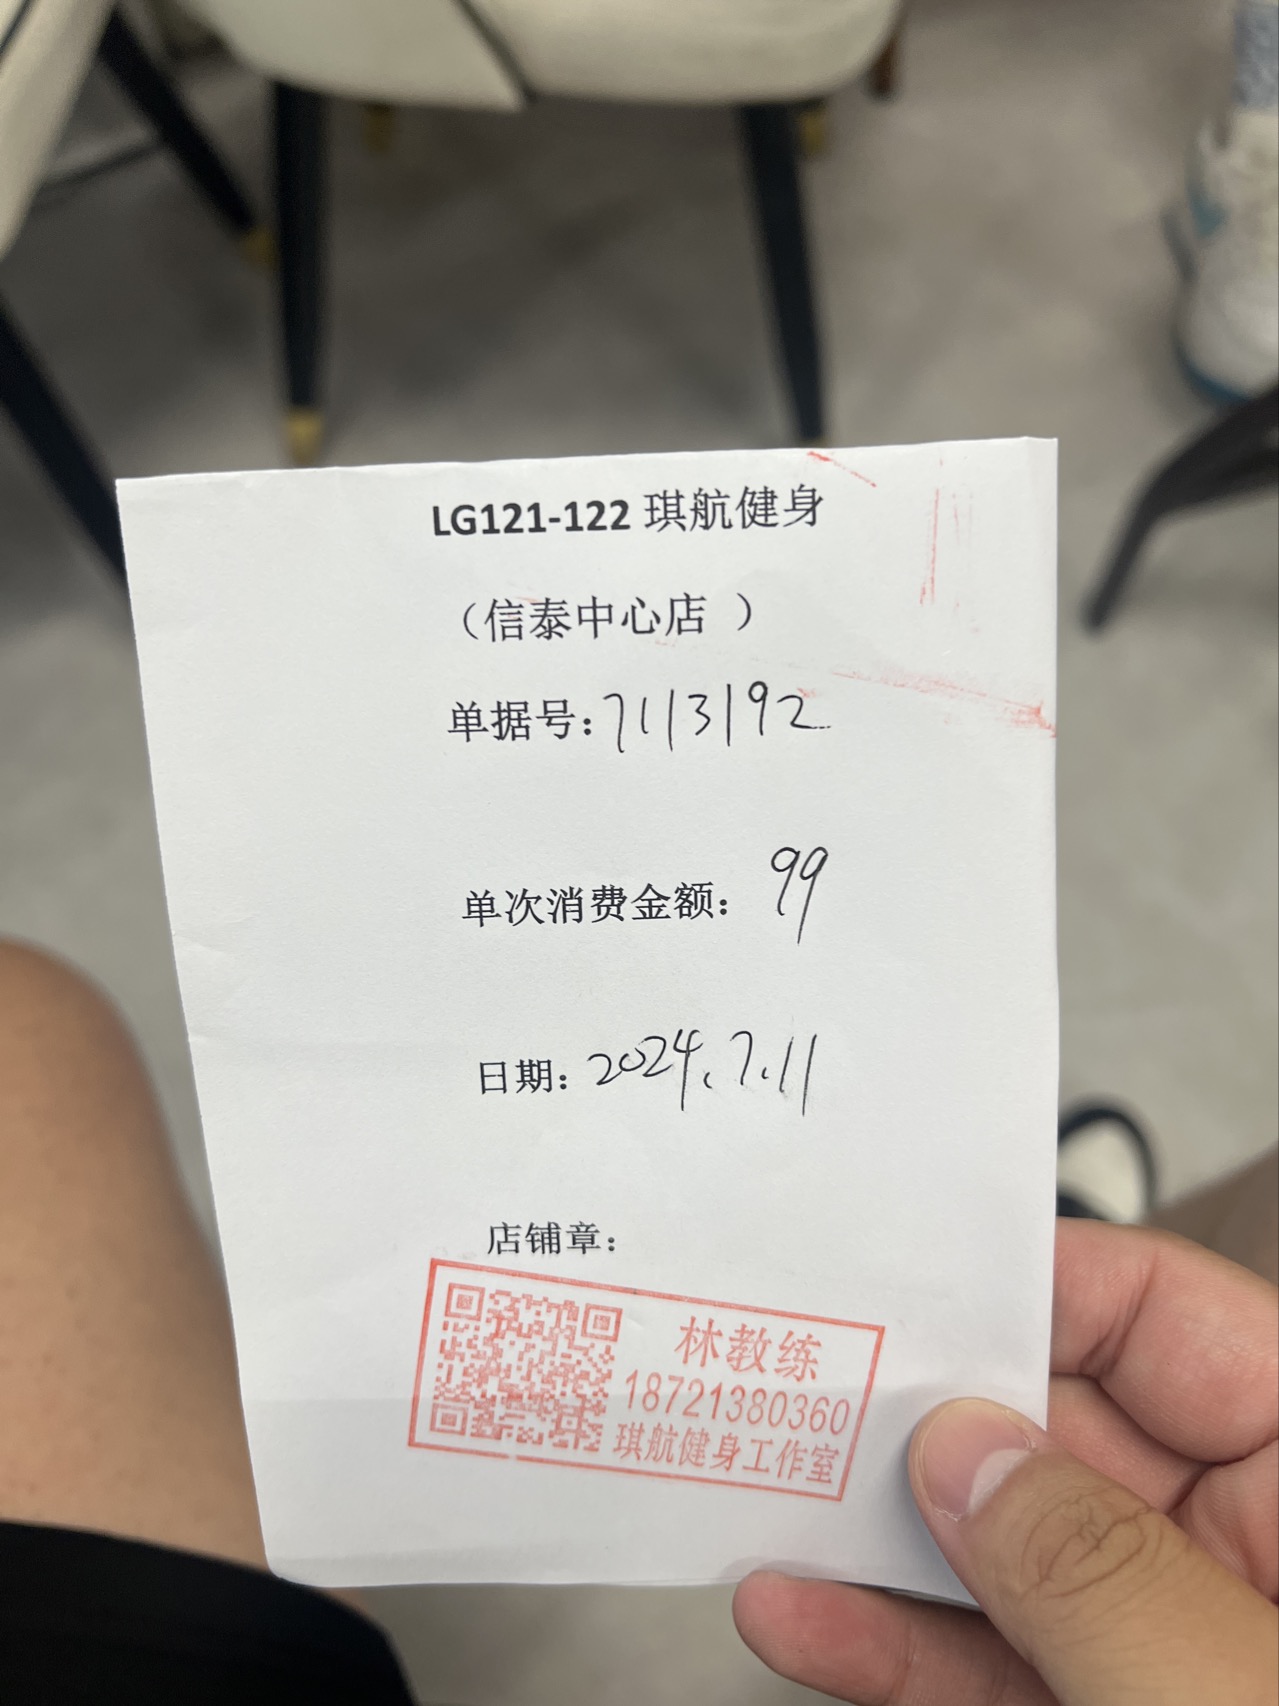 LG121-122 琪航健身
（信泰中心店 ）
单据号：7113192
单次消费金额： 99
日期：2024.7.11
店铺章：
林教练
18721380360
琪航健身工作室